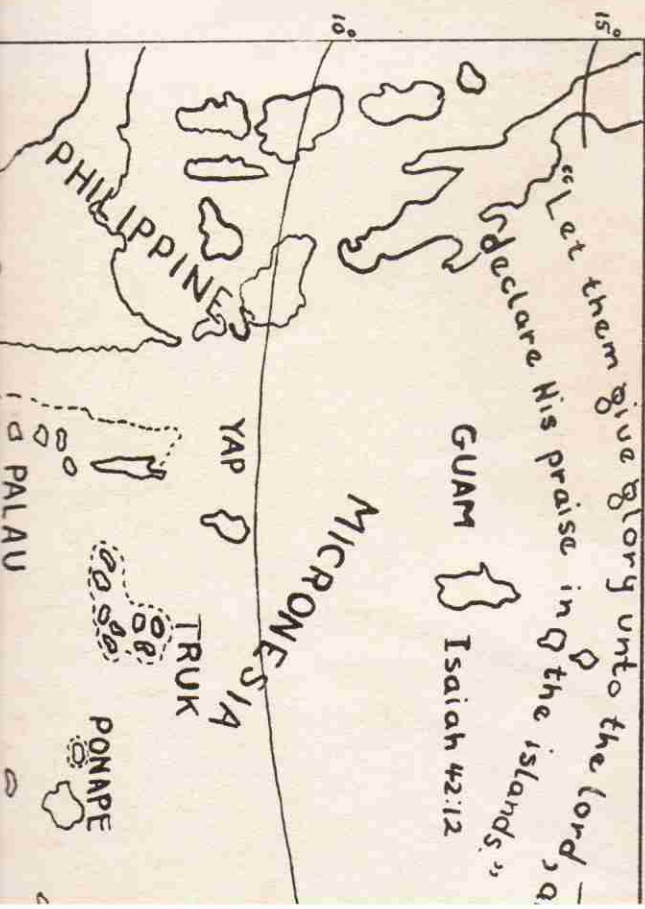 15°
10°
"Let them give glory unto the lord, a
declare His praise in the islands."
GUAM
Isaiah 42:12
MICRONESIA
PHILIPPINES
YAP
TRUK
PALAU
PONAPE